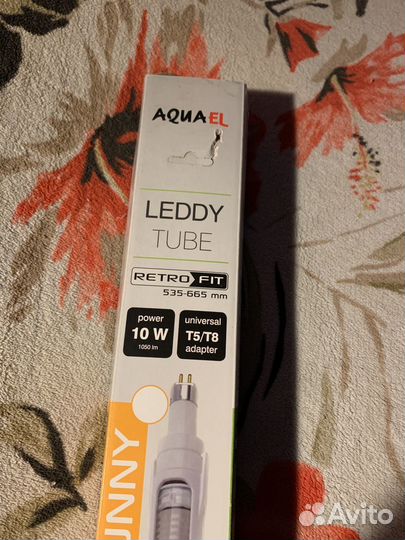 AQUAEL
LEDDY
TUBE
RETRO FIT
535-665 mm
power
10 W
1050 lm
universal
T5/T8
adapter
UNNY
Avito